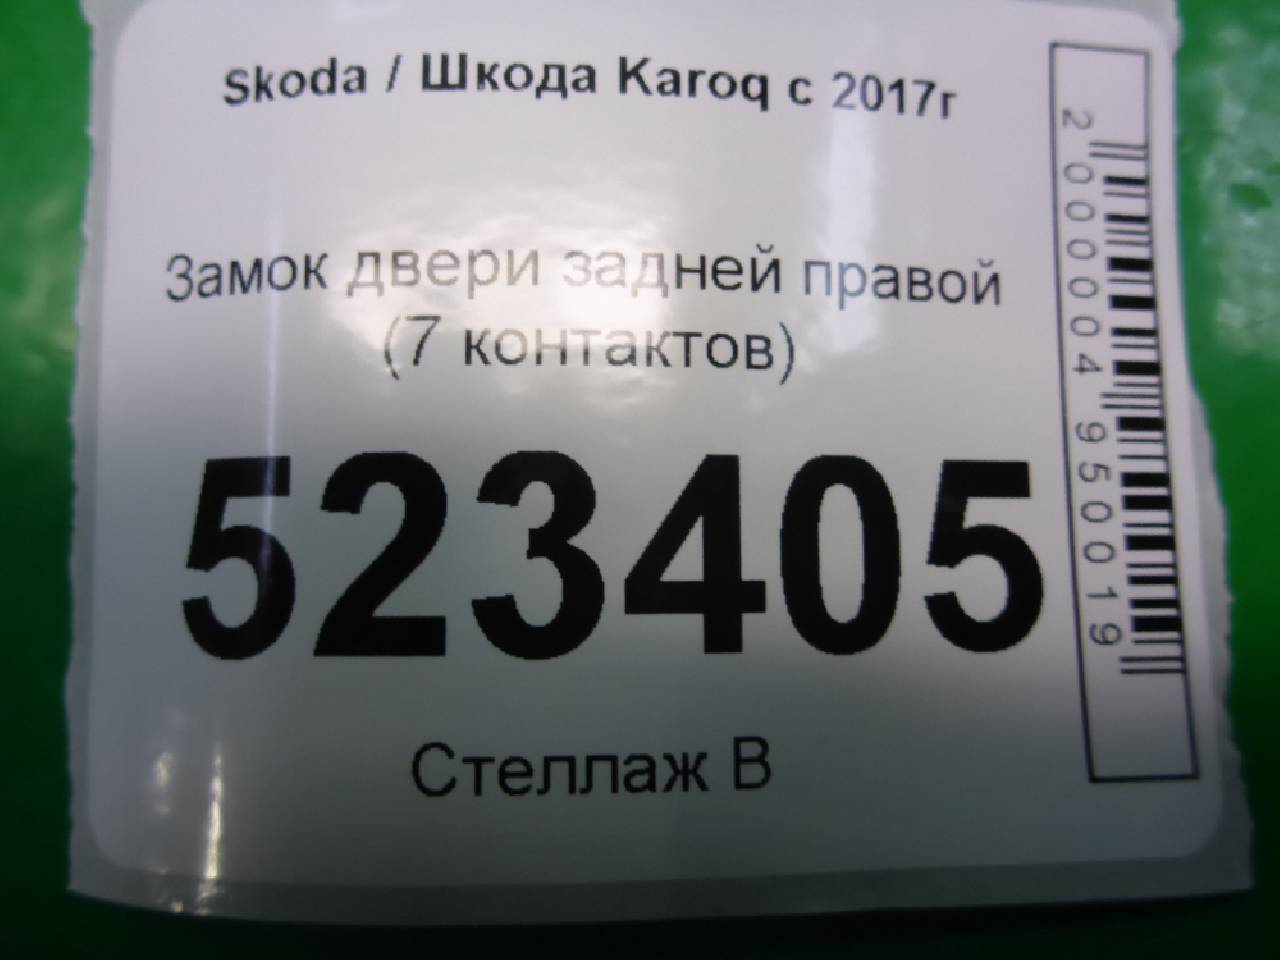 Skoda / Шкода Karoq с 2017г
Замок двери задней правой
(7 контактов)
523405
Стеллаж В
2000004950019